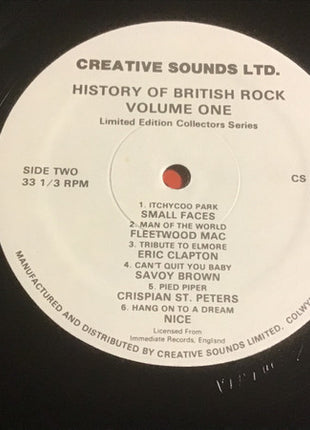 CREATIVE SOUNDS LTD.
HISTORY OF BRITISH ROCK
VOLUME ONE
Limited Edition Collectors Series
SIDE TWO
33 1/3 RPM
CS
1. ITCHYCOO PARK
SMALL FACES
2. MAN OF THE WORLD
FLEETWOOD MAC
3. TRIBUTE TO ELMORE
ERIC CLAPTON
4. CAN'T QUIT YOU BABY
SAVOY BROWN
5. PIED PIPER
CRISPIAN ST. PETERS
6. HANG ON TO A DREAM
NICE
Licensed From
Immediate Records, England
MANUFACTURED AND DISTRIBUTED BY CREATIVE SOUNDS LIMITED, COLWY